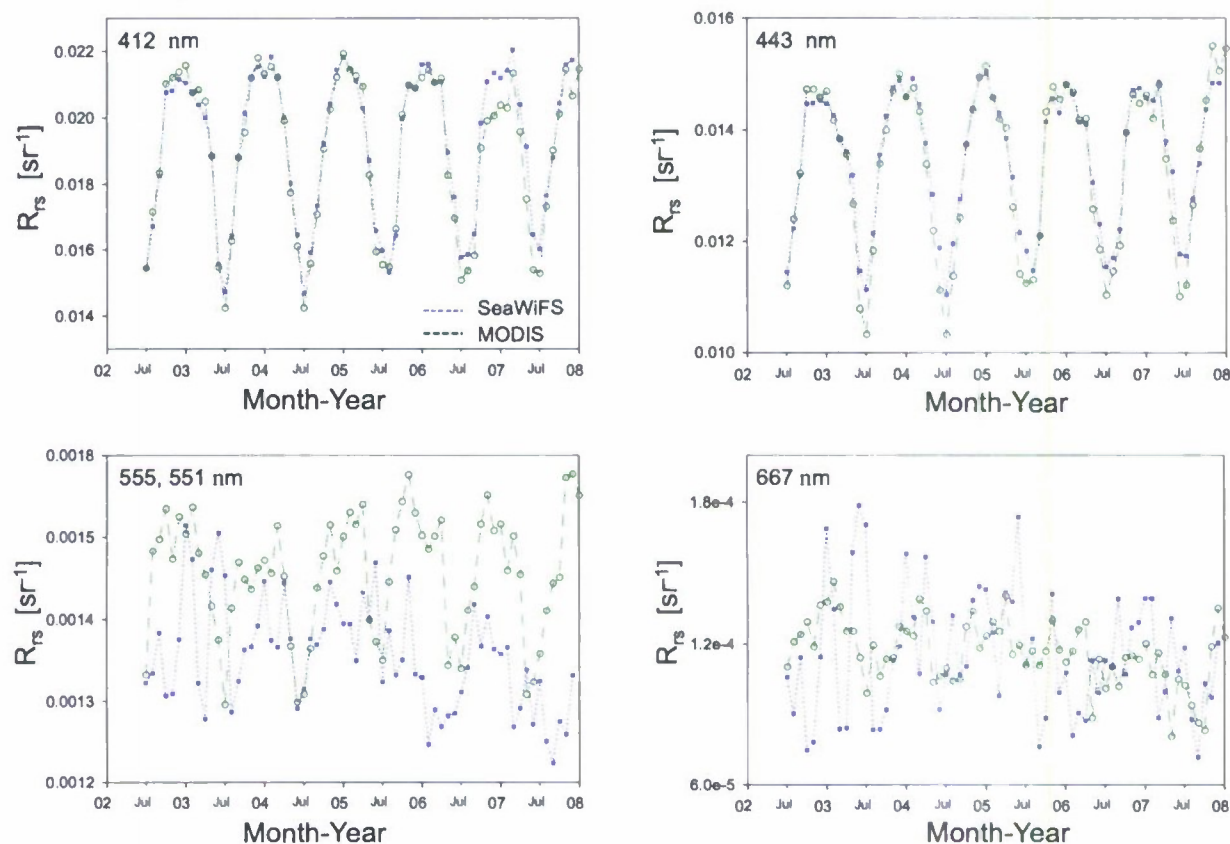 412 nm
0.022
0.020
0.018
0.016
0.014
R_rs [sr⁻¹]
SeaWiFS
MODIS
02 Jul 03 Jul 04 Jul 05 Jul 06 Jul 07 Jul 08
Month-Year
443 nm
0.016
0.014
0.012
0.010
R_rs [sr⁻¹]
02 Jul 03 Jul 04 Jul 05 Jul 06 Jul 07 Jul 08
Month-Year
555, 551 nm
0.0018
0.0015
0.0014
0.0013
0.0012
R_rs [sr⁻¹]
02 Jul 03 Jul 04 Jul 05 Jul 06 Jul 07 Jul 08
Month-Year
667 nm
1.8e-4
1.2e-4
6.0e-5
R_rs [sr⁻¹]
02 Jul 03 Jul 04 Jul 05 Jul 06 Jul 07 Jul 08
Month-Year